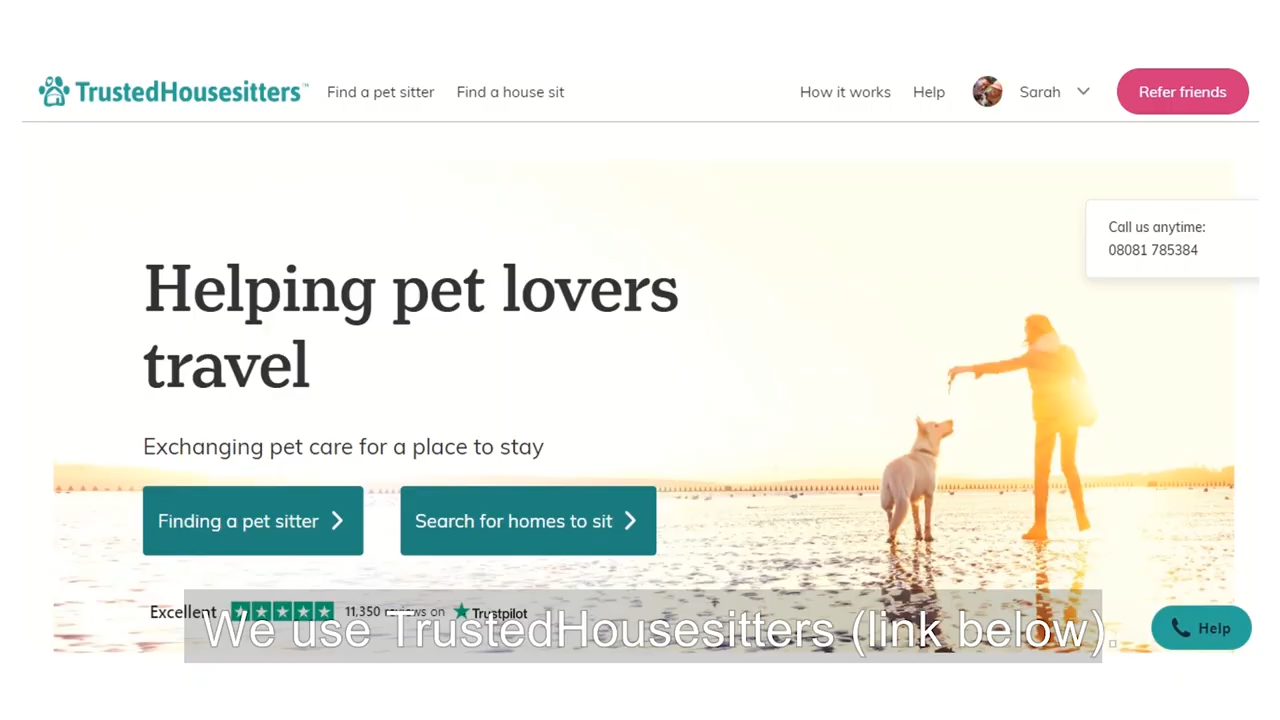 TrustedHousesitters™ Find a pet sitter Find a house sit How it works Help Sarah Refer friends
Call us anytime:
08081 785384
Helping pet lovers
travel
Exchanging pet care for a place to stay
Finding a pet sitter Search for homes to sit
Excellent 11,350 reviews on Trustpilot
We use TrustedHousesitters (link below).
Help